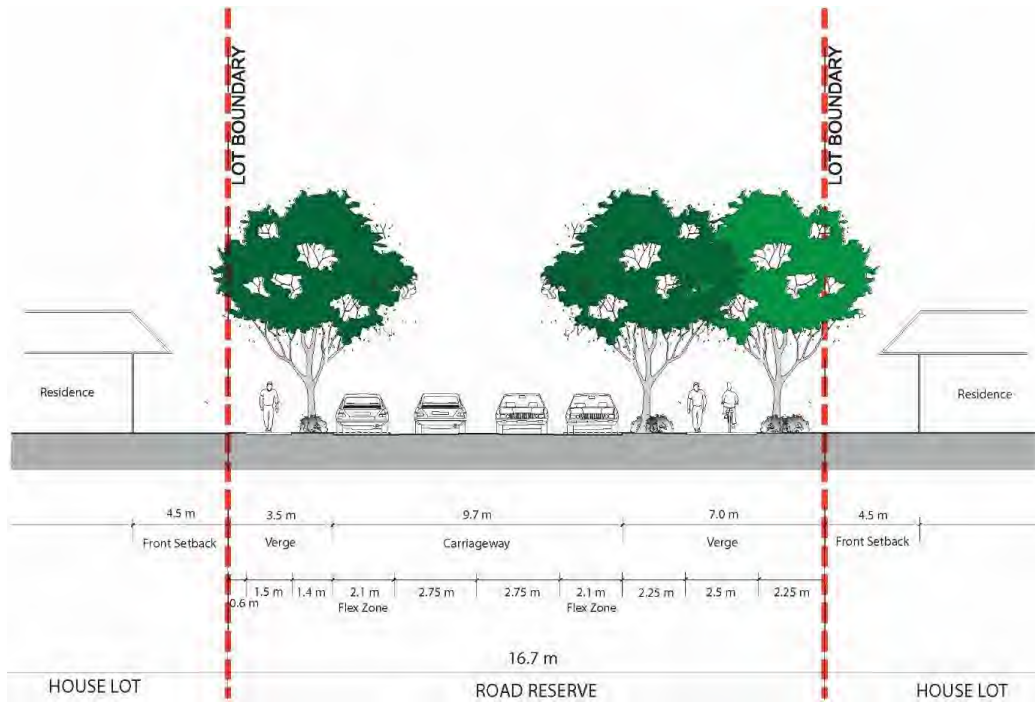 LOT BOUNDARY
LOT BOUNDARY
Residence
Residence
4.5 m
3.5 m
9.7 m
7.0 m
4.5 m
Front Setback
Verge
Carriageway
Verge
Front Setback
0.6 m
1.5 m
1.4 m
2.1 m
2.75 m
2.75 m
2.1 m
2.25 m
2.5 m
2.25 m
Flex Zone
Flex Zone
16.7 m
HOUSE LOT
ROAD RESERVE
HOUSE LOT